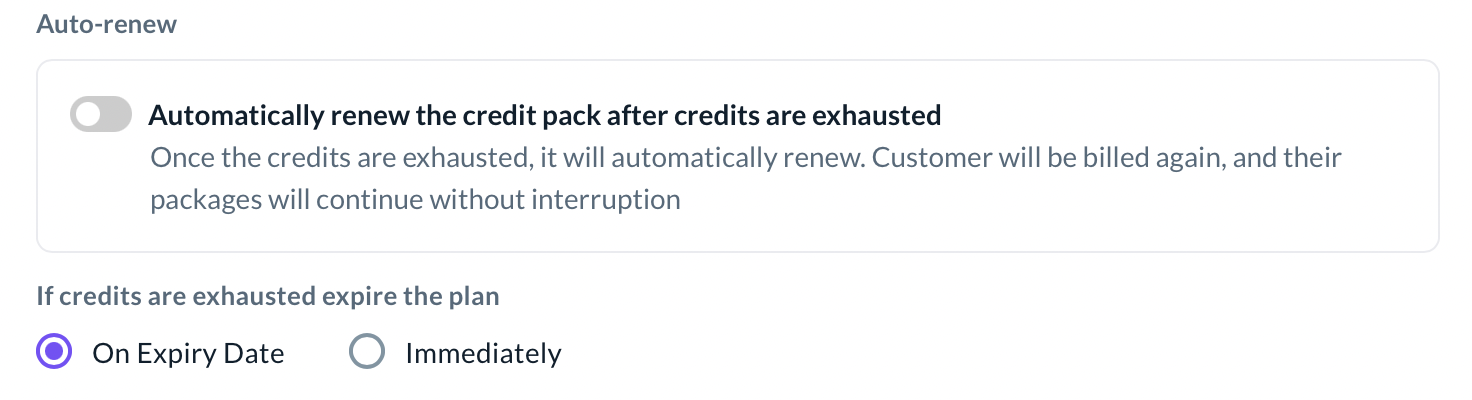 Auto-renew
Automatically renew the credit pack after credits are exhausted
Once the credits are exhausted, it will automatically renew. Customer will be billed again, and their
packages will continue without interruption
If credits are exhausted expire the plan
On Expiry Date Immediately